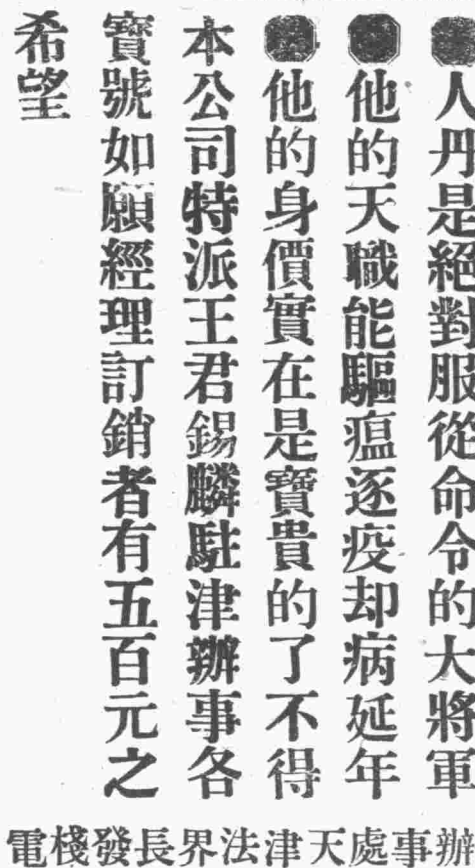 人丹是絕對服從命令的大將軍
他的天職能驅瘟逐疫却病延年
他的身價實在是寶貴的了不得
本公司特派王君錫麟駐津辦事各
寶號如願經理訂銷者有五百元之
希望
辦事處天津法界長發棧電